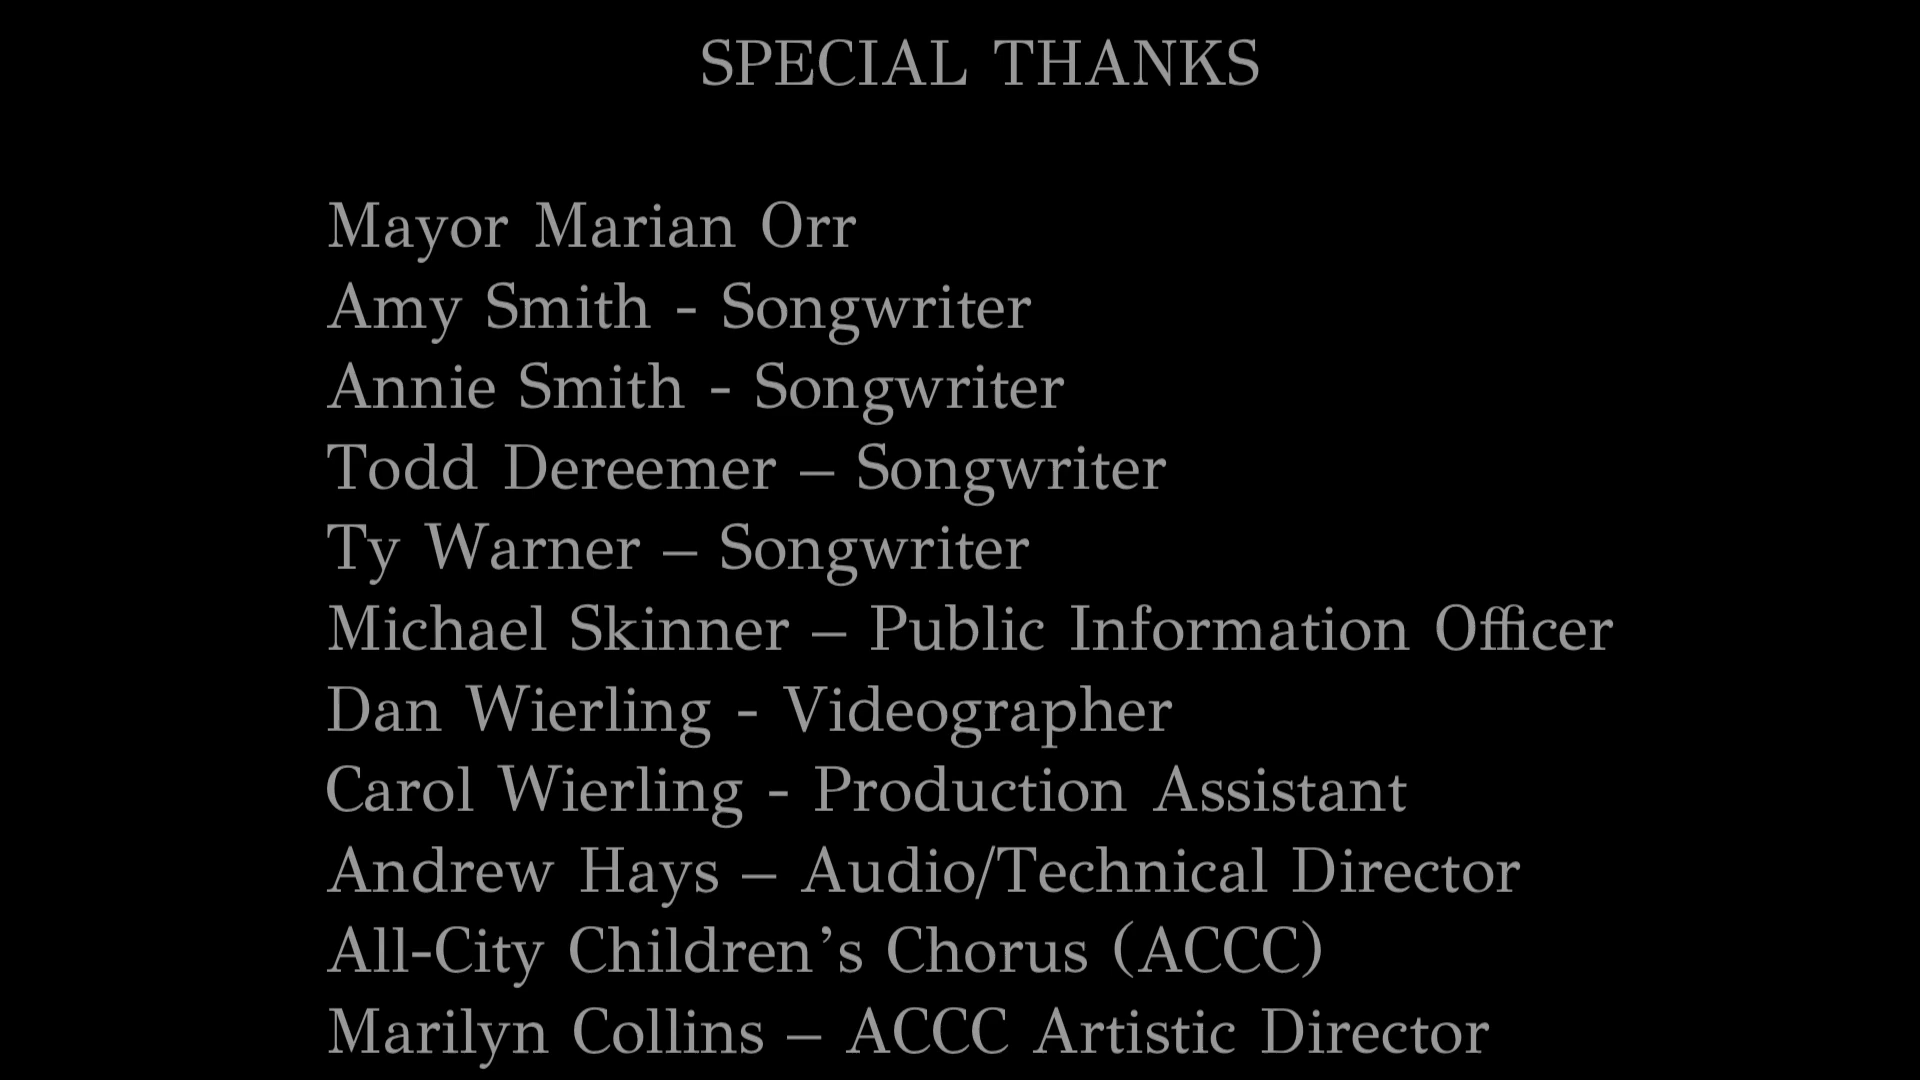 SPECIAL THANKS
Mayor Marian Orr
Amy Smith - Songwriter
Annie Smith - Songwriter
Todd Dereemer – Songwriter
Ty Warner – Songwriter
Michael Skinner – Public Information Officer
Dan Wierling - Videographer
Carol Wierling - Production Assistant
Andrew Hays – Audio/Technical Director
All-City Children’s Chorus (ACCC)
Marilyn Collins – ACCC Artistic Director